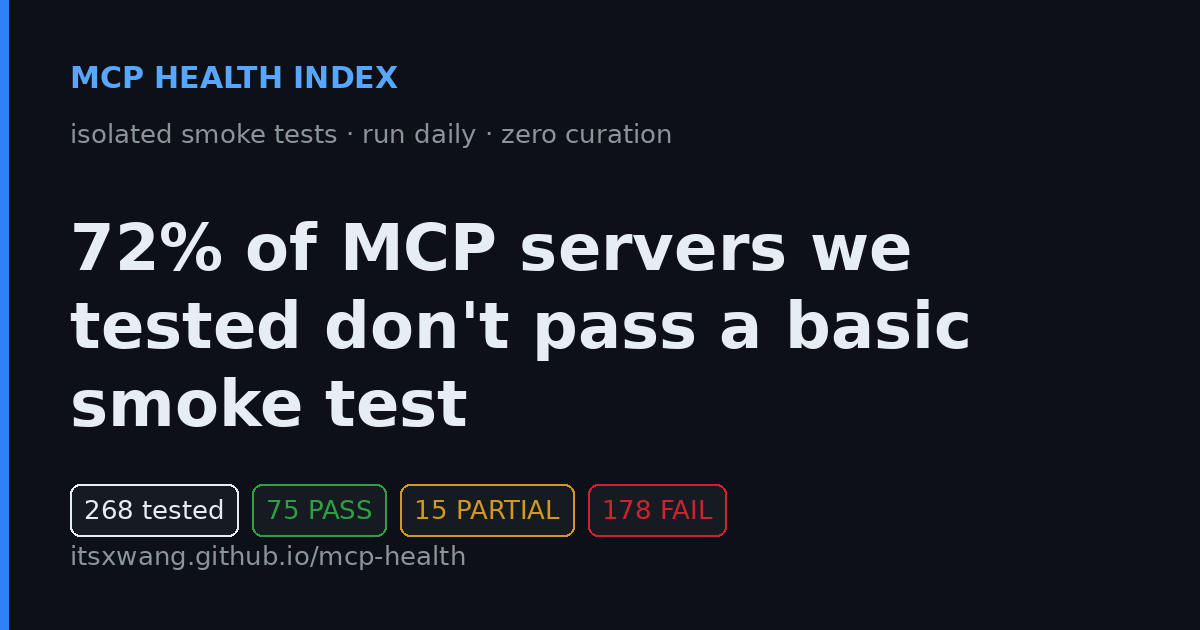 MCP HEALTH INDEX
isolated smoke tests · run daily · zero curation
72% of MCP servers we
tested don't pass a basic
smoke test
268 tested 75 PASS 15 PARTIAL 178 FAIL
itsxwang.github.io/mcp-health